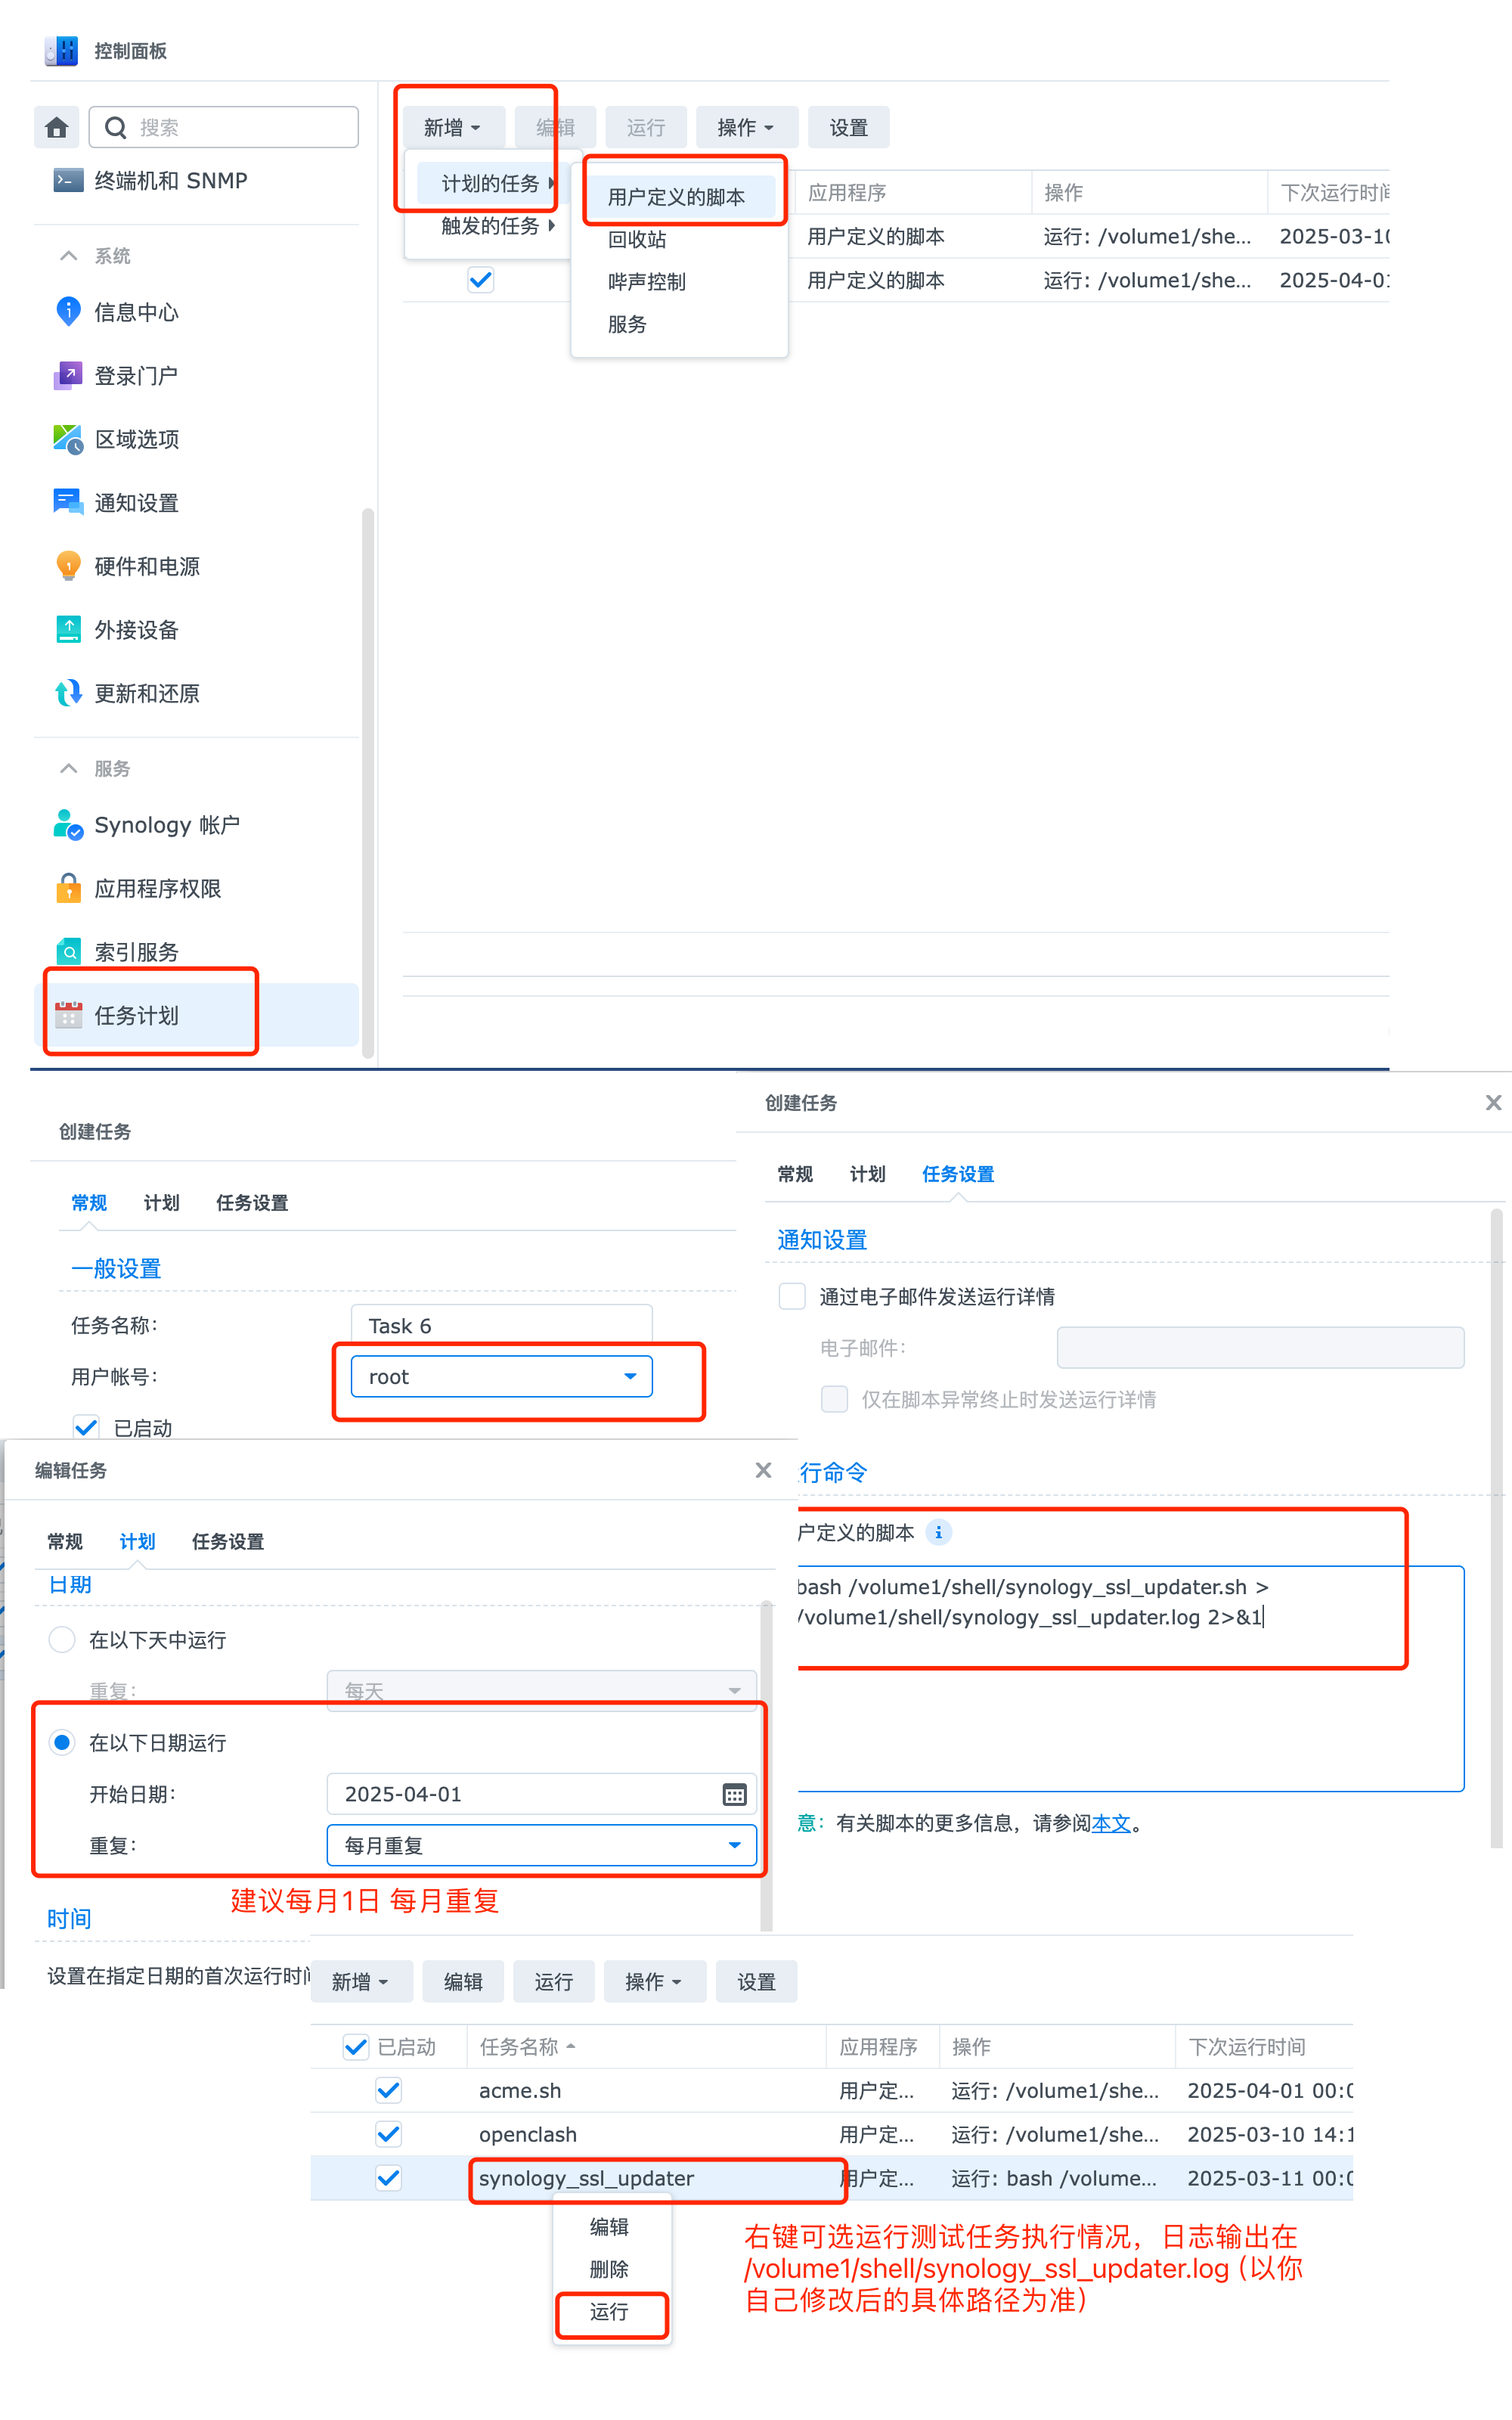 控制面板
搜索
终端机和 SNMP
系统
信息中心
登录门户
区域选项
通知设置
硬件和电源
外接设备
更新和还原
服务
Synology 帐户
应用程序权限
索引服务
任务计划
新增
编辑
运行
操作
设置
计划的任务
触发的任务
用户定义的脚本
回收站
哔声控制
服务
应用程序 操作 下次运行时间
用户定义的脚本 运行: /volume1/she... 2025-03-10
用户定义的脚本 运行: /volume1/she... 2025-04-01
创建任务
常规 计划 任务设置
一般设置
任务名称: Task 6
用户帐号: root
已启动
创建任务
常规 计划 任务设置
通知设置
通过电子邮件发送运行详情
电子邮件:
仅在脚本异常终止时发送运行详情
行命令
户定义的脚本
bash /volume1/shell/synology_ssl_updater.sh >
/volume1/shell/synology_ssl_updater.log 2>&1
意: 有关脚本的更多信息，请参阅本文。
编辑任务
常规 计划 任务设置
日期
在以下天中运行
重复: 每天
在以下日期运行
开始日期: 2025-04-01
重复: 每月重复
建议每月1日 每月重复
时间
设置在指定日期的首次运行时间
新增 编辑 运行 操作 设置
已启动 任务名称 应用程序 操作 下次运行时间
acme.sh 用户定... 运行: /volume1/she... 2025-04-01 00:0
openclash 用户定... 运行: /volume1/she... 2025-03-10 14:1
synology_ssl_updater 用户定... 运行: bash /volume... 2025-03-11 00:0
编辑
删除
运行
右键可选运行测试任务执行情况，日志输出在
/volume1/shell/synology_ssl_updater.log（以你
自己修改后的具体路径为准）